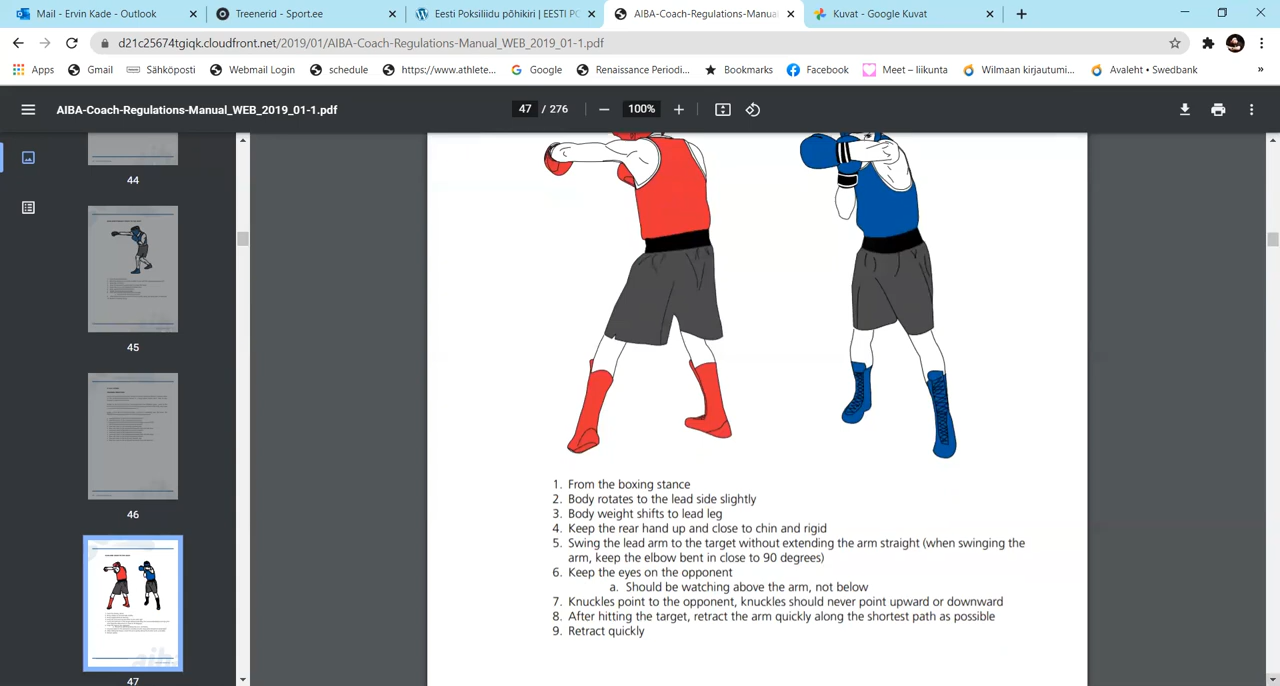 Mail - Ervin Kade - Outlook
Treenerid - Sport.ee
Eesti Poksiliidu põhikiri | EESTI PO
AIBA-Coach-Regulations-Manual
Kuvat - Google Kuvat
d21c25674tgiqk.cloudfront.net/2019/01/AIBA-Coach-Regulations-Manual_WEB_2019_01-1.pdf
Apps
Gmail
Sähköposti
Webmail Login
schedule
https://www.athlete...
Google
Renaissance Periodi...
Bookmarks
Facebook
Meet – liikunta
Wilmaan kirjautumi...
Avaleht • Swedbank
»
AIBA-Coach-Regulations-Manual_WEB_2019_01-1.pdf
47 / 276
100%
44
45
46
47
1. From the boxing stance
2. Body rotates to the lead side slightly
3. Body weight shifts to lead leg
4. Keep the rear hand up and close to chin and rigid
5. Swing the lead arm to the target without extending the arm straight (when swinging the
arm, keep the elbow bent in close to 90 degrees)
6. Keep the eyes on the opponent
a. Should be watching above the arm, not below
7. Knuckles point to the opponent, knuckles should never point upward or downward
8. After hitting the target, retract the arm quickly along the shortest path as possible
9. Retract quickly